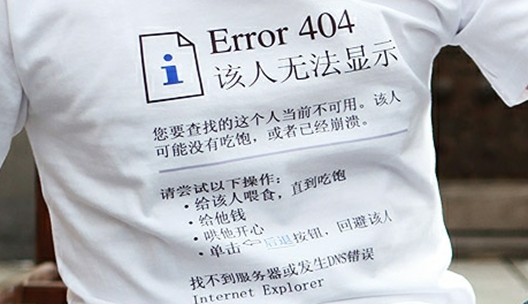 Error 404
该人无法显示
您要查找的这个人当前不可用。该人
可能没有吃饱，或者已经崩溃。
请尝试以下操作：
• 给该人喂食，直到吃饱
• 给他钱
• 哄他开心
• 单击⇦后退按钮，回避该人
找不到服务器或发生DNS错误
Internet Explorer